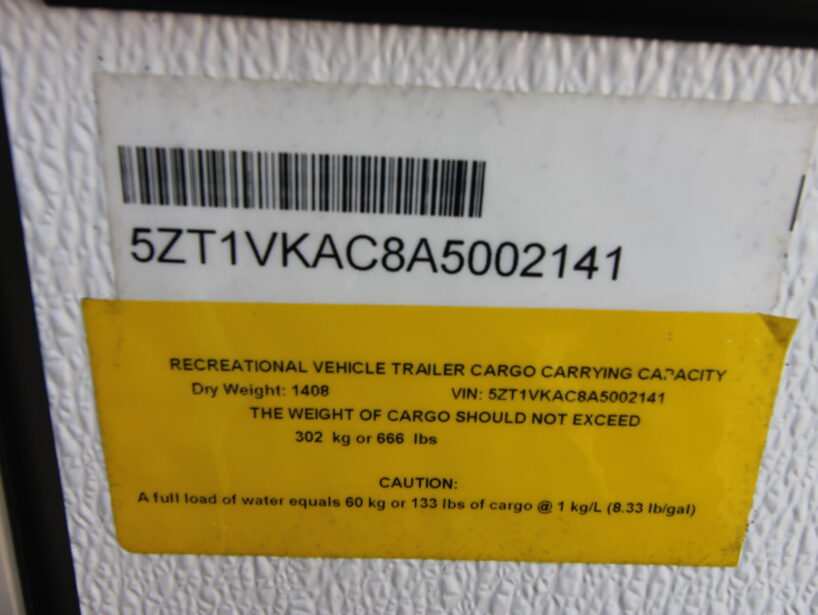 5ZT1VKAC8A5002141
RECREATIONAL VEHICLE TRAILER CARGO CARRYING CAPACITY
Dry Weight: 1408 VIN: 5ZT1VKAC8A5002141
THE WEIGHT OF CARGO SHOULD NOT EXCEED
302 kg or 666 lbs
CAUTION:
A full load of water equals 60 kg or 133 lbs of cargo @ 1 kg/L (8.33 lb/gal)